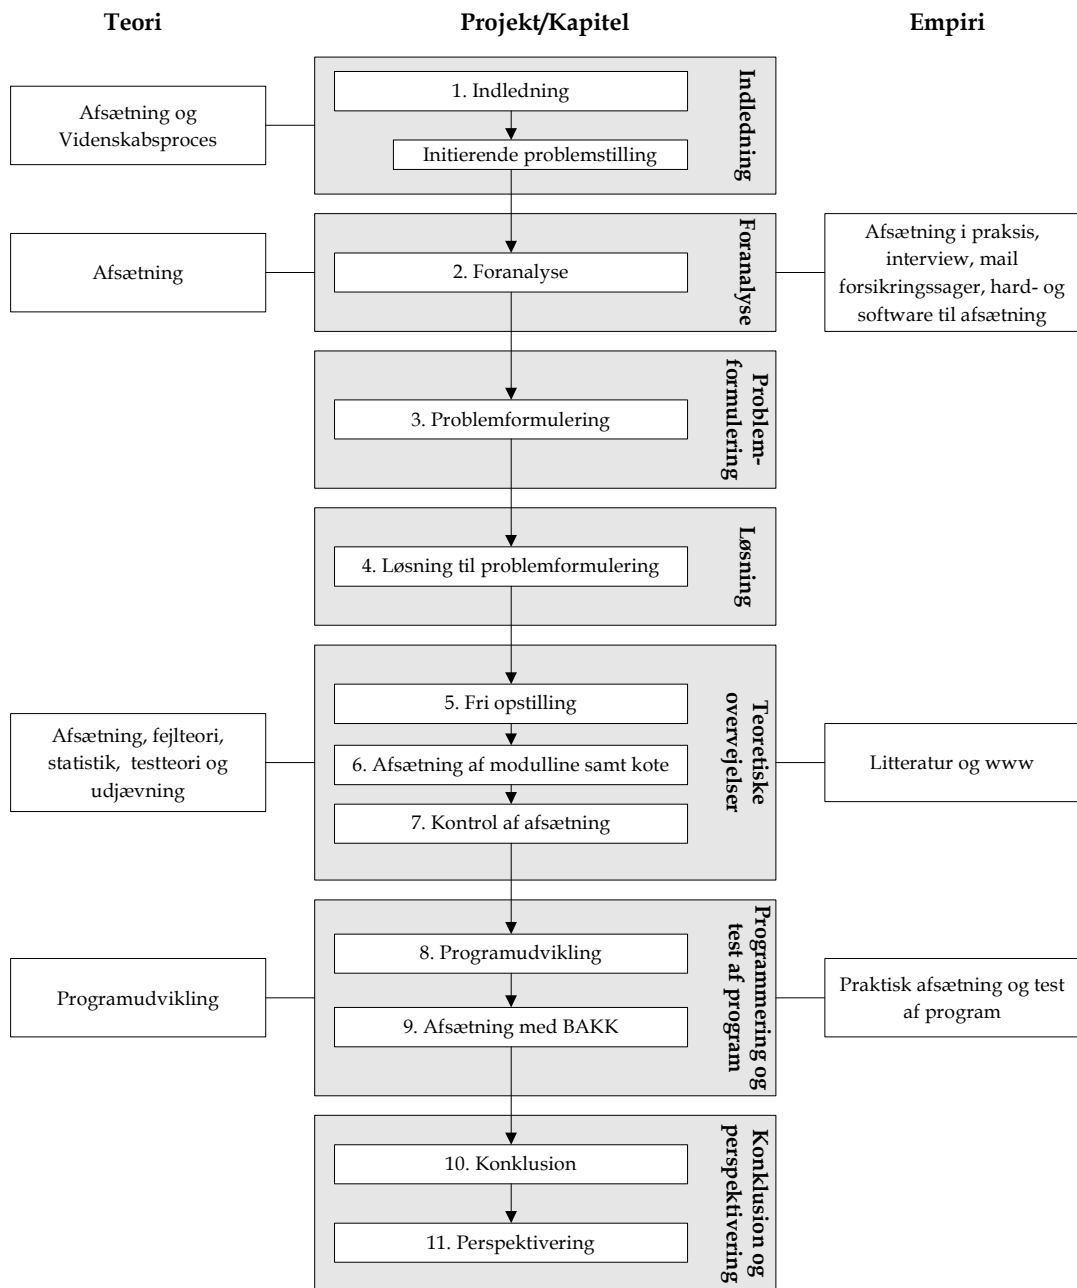 Teori
Projekt/Kapitel
Empiri
Afsætning og
Videnskabsproces
1. Indledning
Initierende problemstilling
Indledning
Afsætning
2. Foranalyse
Foranalyse
Afsætning i praksis,
interview, mail
forsikringssager, hard- og
software til afsætning
3. Problemformulering
Problem-
formulering
4. Løsning til problemformulering
Løsning
Afsætning, fejlteori,
statistik, testteori og
udjævning
5. Fri opstilling
6. Afsætning af modulline samt kote
7. Kontrol af afsætning
Teoretiske
overvejelser
Litteratur og www
Programudvikling
8. Programudvikling
9. Afsætning med BAKK
Programmering og
test af program
Praktisk afsætning og test
af program
10. Konklusion
11. Perspektivering
Konklusion og
perspektivering